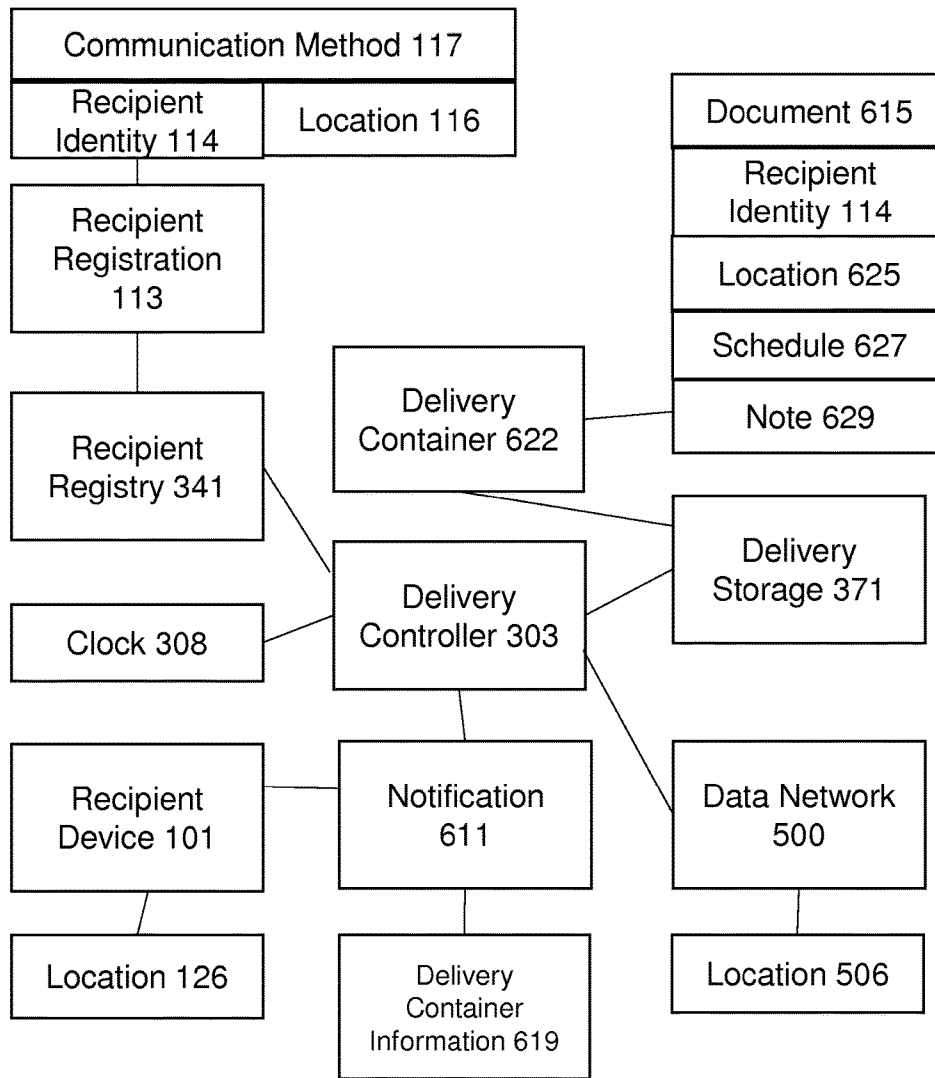 Communication Method 117
Recipient
Identity 114
Location 116
Document 615
Recipient
Identity 114
Location 625
Schedule 627
Note 629
Recipient
Registration
113
Delivery
Container 622
Recipient
Registry 341
Delivery
Storage 371
Delivery
Controller 303
Clock 308
Recipient
Device 101
Notification
611
Data Network
500
Location 126
Delivery
Container
Information 619
Location 506